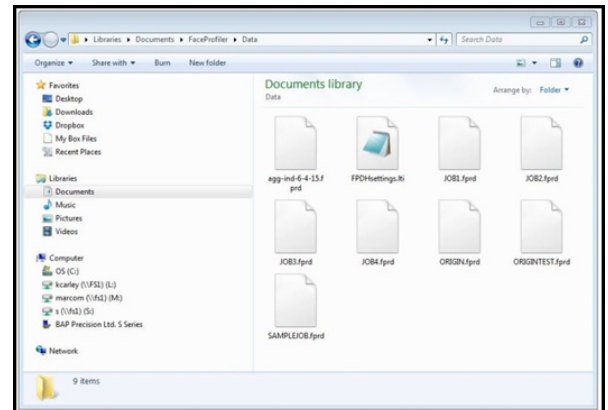 Libraries ▸ Documents ▸ FaceProfiler ▸ Data
Search Data
Organize Share with Burn New folder
Favorites
Desktop
Downloads
Dropbox
My Box Files
Recent Places
Libraries
Documents
Music
Pictures
Videos
Computer
OS (C:)
kcarley (\\FS1) (L:)
marcom (\\fs1) (M:)
s (\\fs1) (S:)
BAP Precision Ltd. S Series
Network
Documents library
Data
Arrange by: Folder
agg-ind-6-4-15.f
prd
FPDHsettings.lti
JOB1.fprd
JOB2.fprd
JOB3.fprd
JOB4.fprd
ORIGIN.fprd
ORIGINTEST.fprd
SAMPLEJOB.fprd
9 items